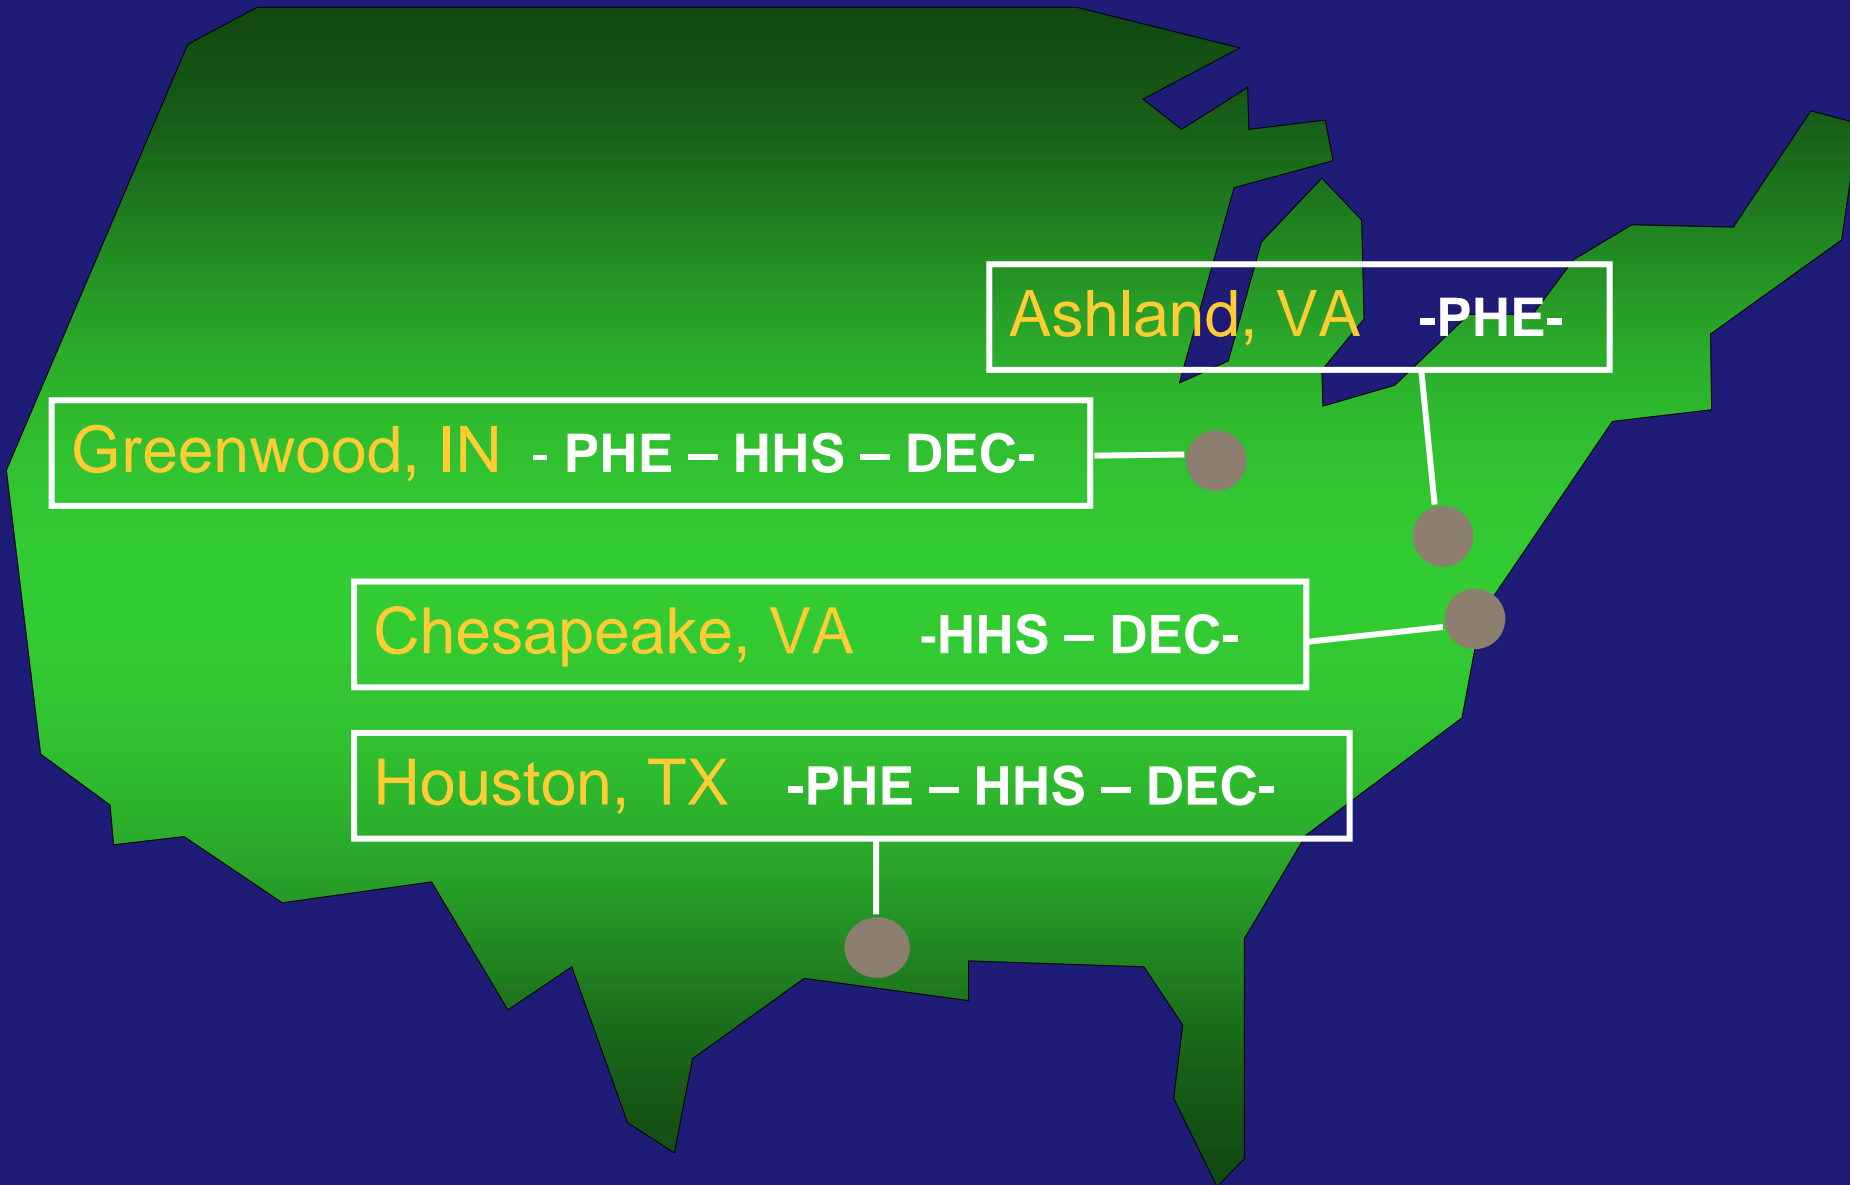 Ashland, VA -PHE-
Greenwood, IN - PHE – HHS – DEC-
Chesapeake, VA -HHS – DEC-
Houston, TX -PHE – HHS – DEC-